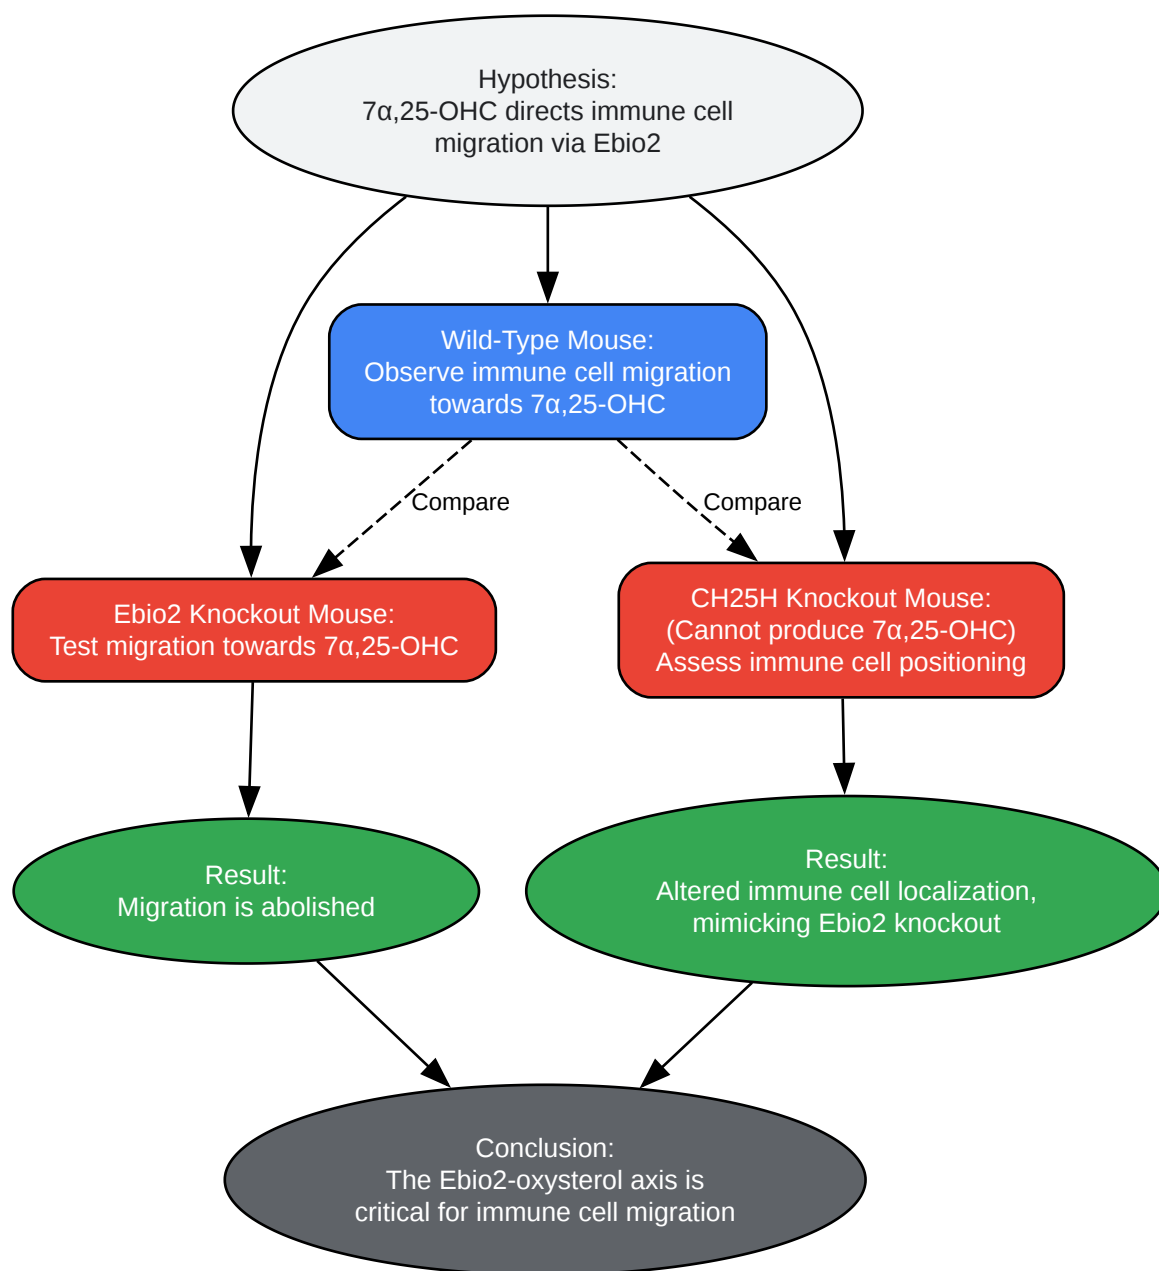 Hypothesis:
7α,25-OHC directs immune cell
migration via Ebio2
Wild-Type Mouse:
Observe immune cell migration
towards 7α,25-OHC
Compare
Compare
Ebio2 Knockout Mouse:
Test migration towards 7α,25-OHC
CH25H Knockout Mouse:
(Cannot produce 7α,25-OHC)
Assess immune cell positioning
Result:
Migration is abolished
Result:
Altered immune cell localization,
mimicking Ebio2 knockout
Conclusion:
The Ebio2-oxysterol axis is
critical for immune cell migration